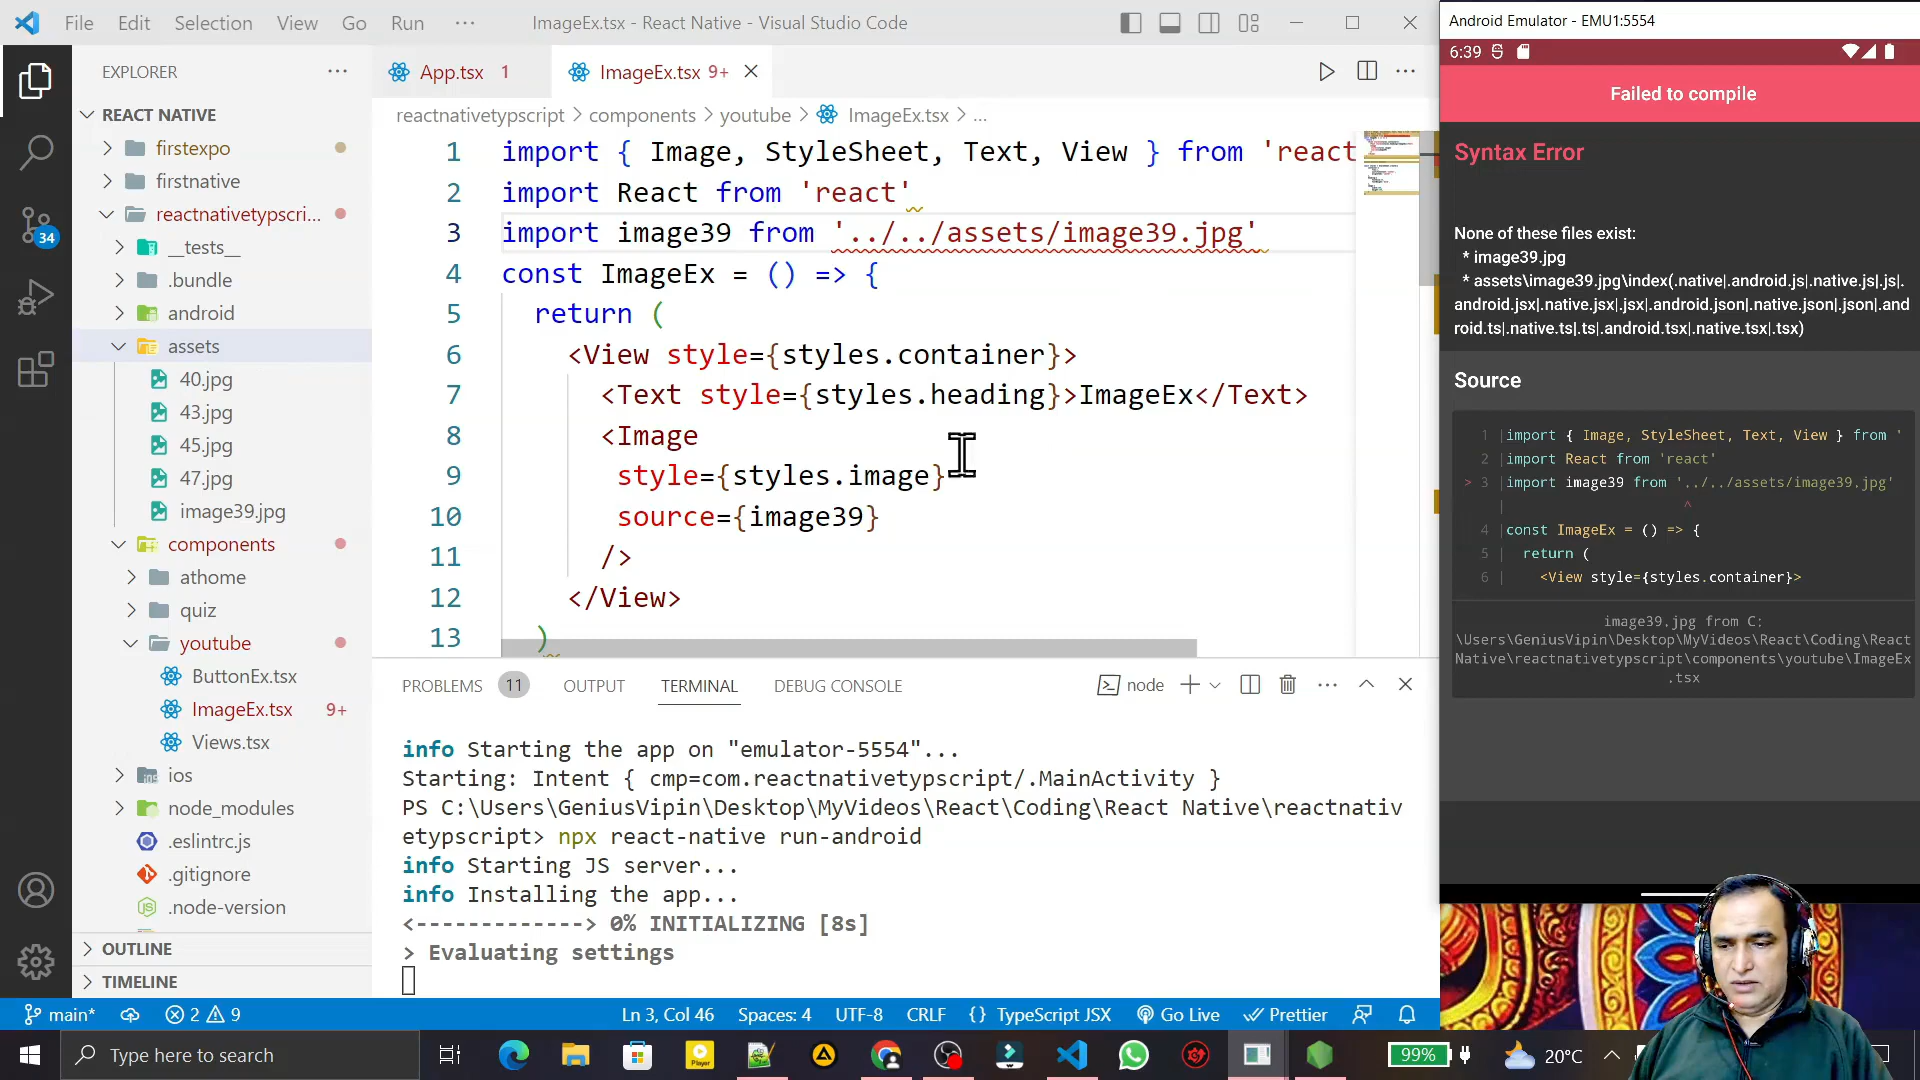 File Edit Selection View Go Run ···
ImageEx.tsx - React Native - Visual Studio Code
EXPLORER
REACT NATIVE
firstexpo
firstnative
reactnativetypscri...
__tests__
.bundle
android
assets
40.jpg
43.jpg
45.jpg
47.jpg
image39.jpg
components
athome
quiz
youtube
ButtonEx.tsx
ImageEx.tsx 9+
Views.tsx
ios
node_modules
.eslintrc.js
.gitignore
.node-version
OUTLINE
TIMELINE
34
App.tsx 1
ImageEx.tsx 9+
reactnativetypscript > components > youtube > ImageEx.tsx > ...
1 import { Image, StyleSheet, Text, View } from 'react
2 import React from 'react'
3 import image39 from '../../assets/image39.jpg'
4 const ImageEx = () => {
5 return (
6 <View style={styles.container}>
7 <Text style={styles.heading}>ImageEx</Text>
8 <Image
9 style={styles.image}
10 source={image39}
11 />
12 </View>
13 )
PROBLEMS 11 OUTPUT TERMINAL DEBUG CONSOLE
node
info Starting the app on "emulator-5554"...
Starting: Intent { cmp=com.reactnativetypscript/.MainActivity }
PS C:\Users\GeniusVipin\Desktop\MyVideos\React\Coding\React Native\reactnativ
etypscript> npx react-native run-android
info Starting JS server...
info Installing the app...
<-------------> 0% INITIALIZING [8s]
> Evaluating settings
main* 2 9
Ln 3, Col 46 Spaces: 4 UTF-8 CRLF {} TypeScript JSX Go Live Prettier
Android Emulator - EMU1:5554
6:39
Failed to compile
Syntax Error
None of these files exist:
* image39.jpg
* assets\image39.jpg\index(.native|.android.js|.native.js|.js|.
android.jsx|.native.jsx|.jsx|.android.json|.native.json|.json|.and
roid.ts|.native.ts|.ts|.android.tsx|.native.tsx|.tsx)
Source
1 |import { Image, StyleSheet, Text, View } from '
2 |import React from 'react'
> 3 |import image39 from '../../assets/image39.jpg'
| ^
4 |const ImageEx = () => {
5 | return (
6 | <View style={styles.container}>
image39.jpg from C:
\Users\GeniusVipin\Desktop\MyVideos\React\Coding\React
Native\reactnativetypscript\components\youtube\ImageEx
.tsx
Type here to search
Player
99%
20°C